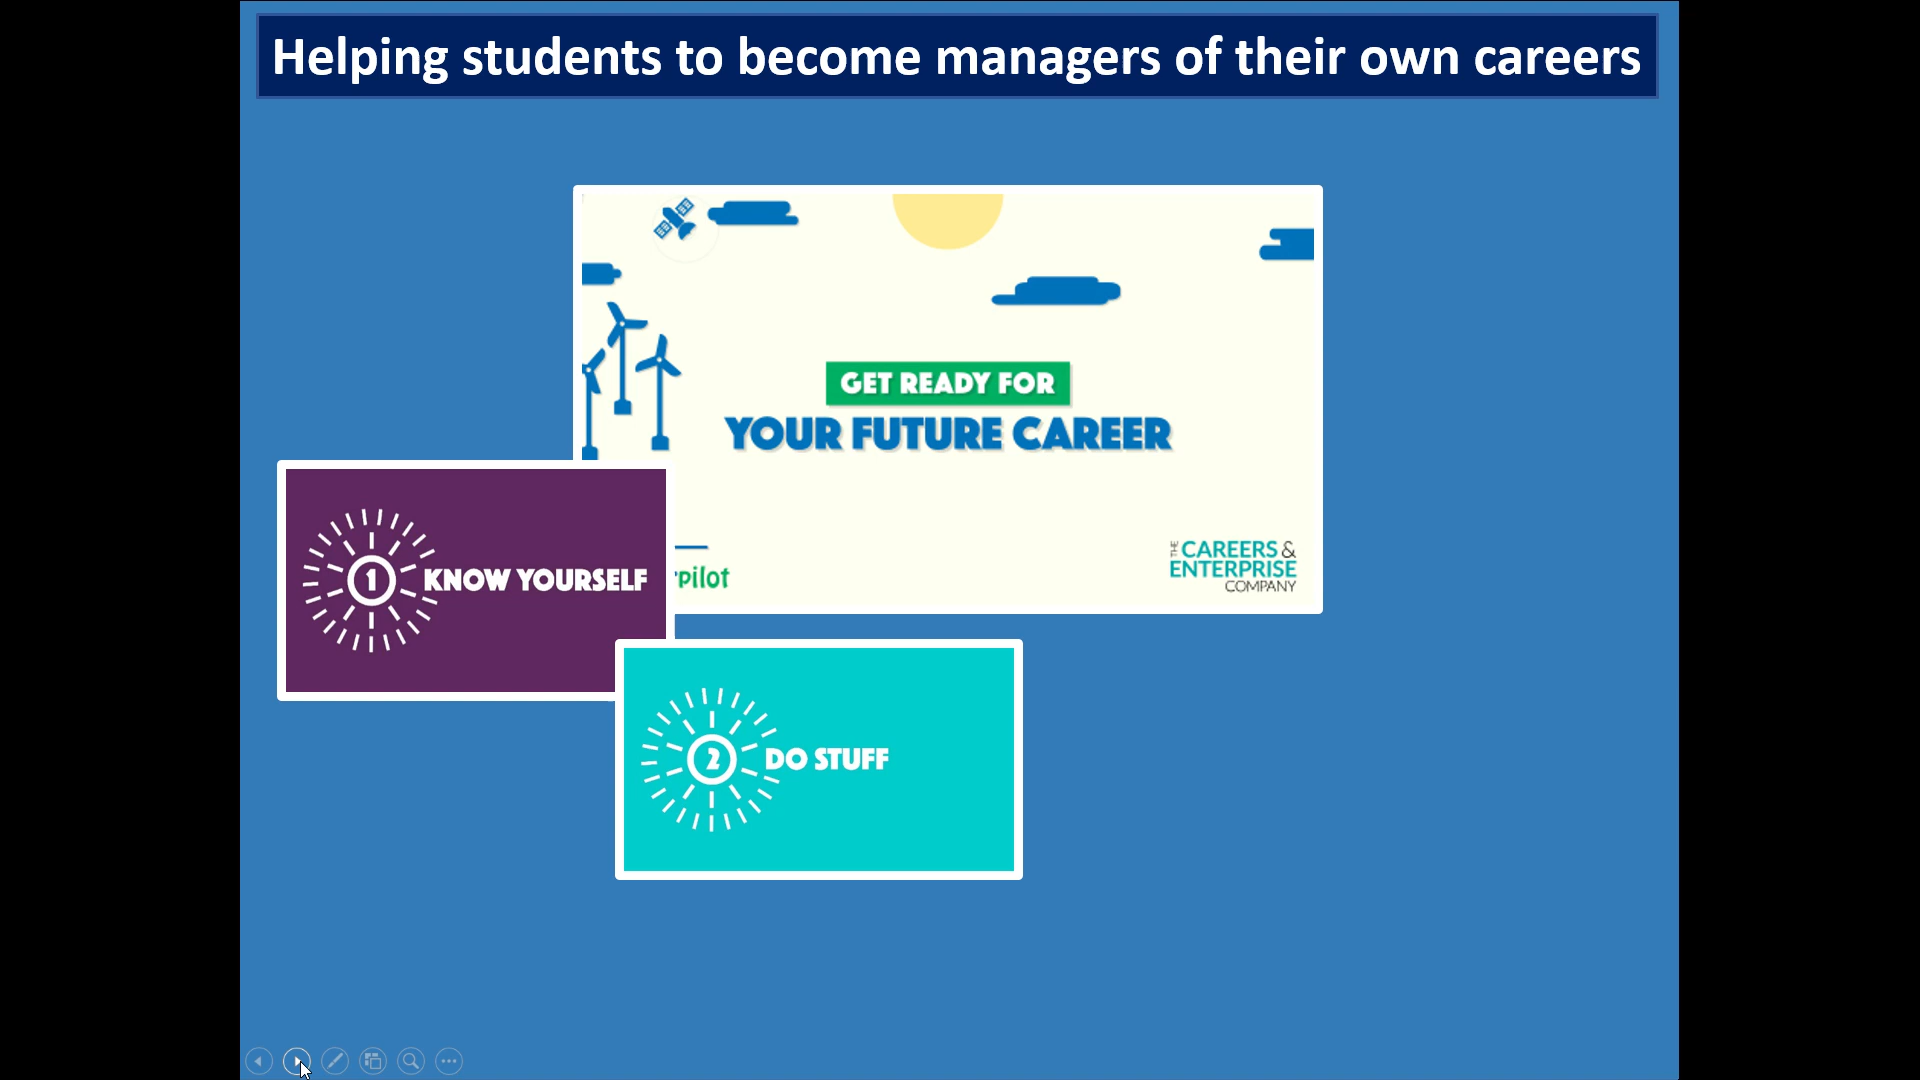 Helping students to become managers of their own careers
GET READY FOR
YOUR FUTURE CAREER
1 KNOW YOURSELF
pilot
THE CAREERS &
ENTERPRISE
COMPANY
2 DO STUFF